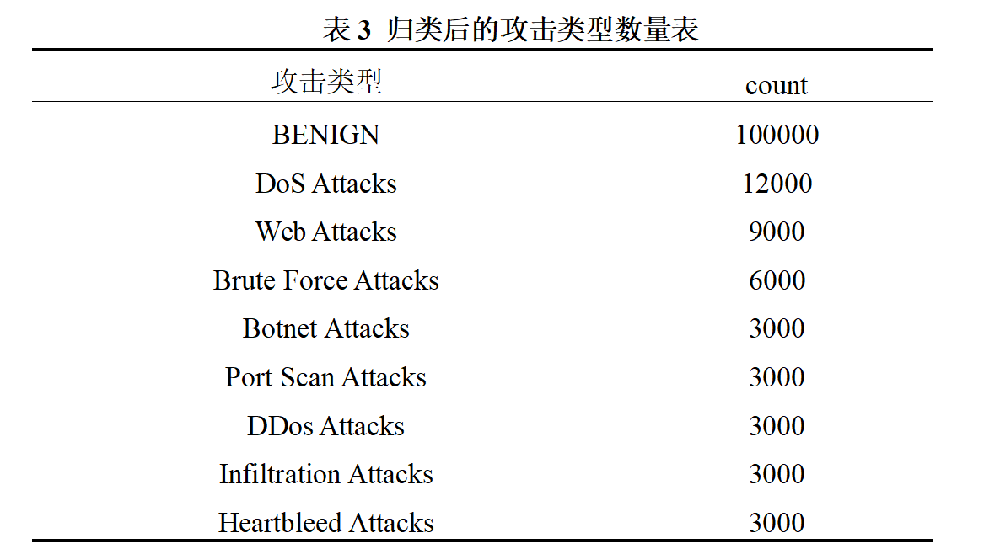 表 3 归类后的攻击类型数量表
攻击类型 count
BENIGN 100000
DoS Attacks 12000
Web Attacks 9000
Brute Force Attacks 6000
Botnet Attacks 3000
Port Scan Attacks 3000
DDos Attacks 3000
Infiltration Attacks 3000
Heartbleed Attacks 3000